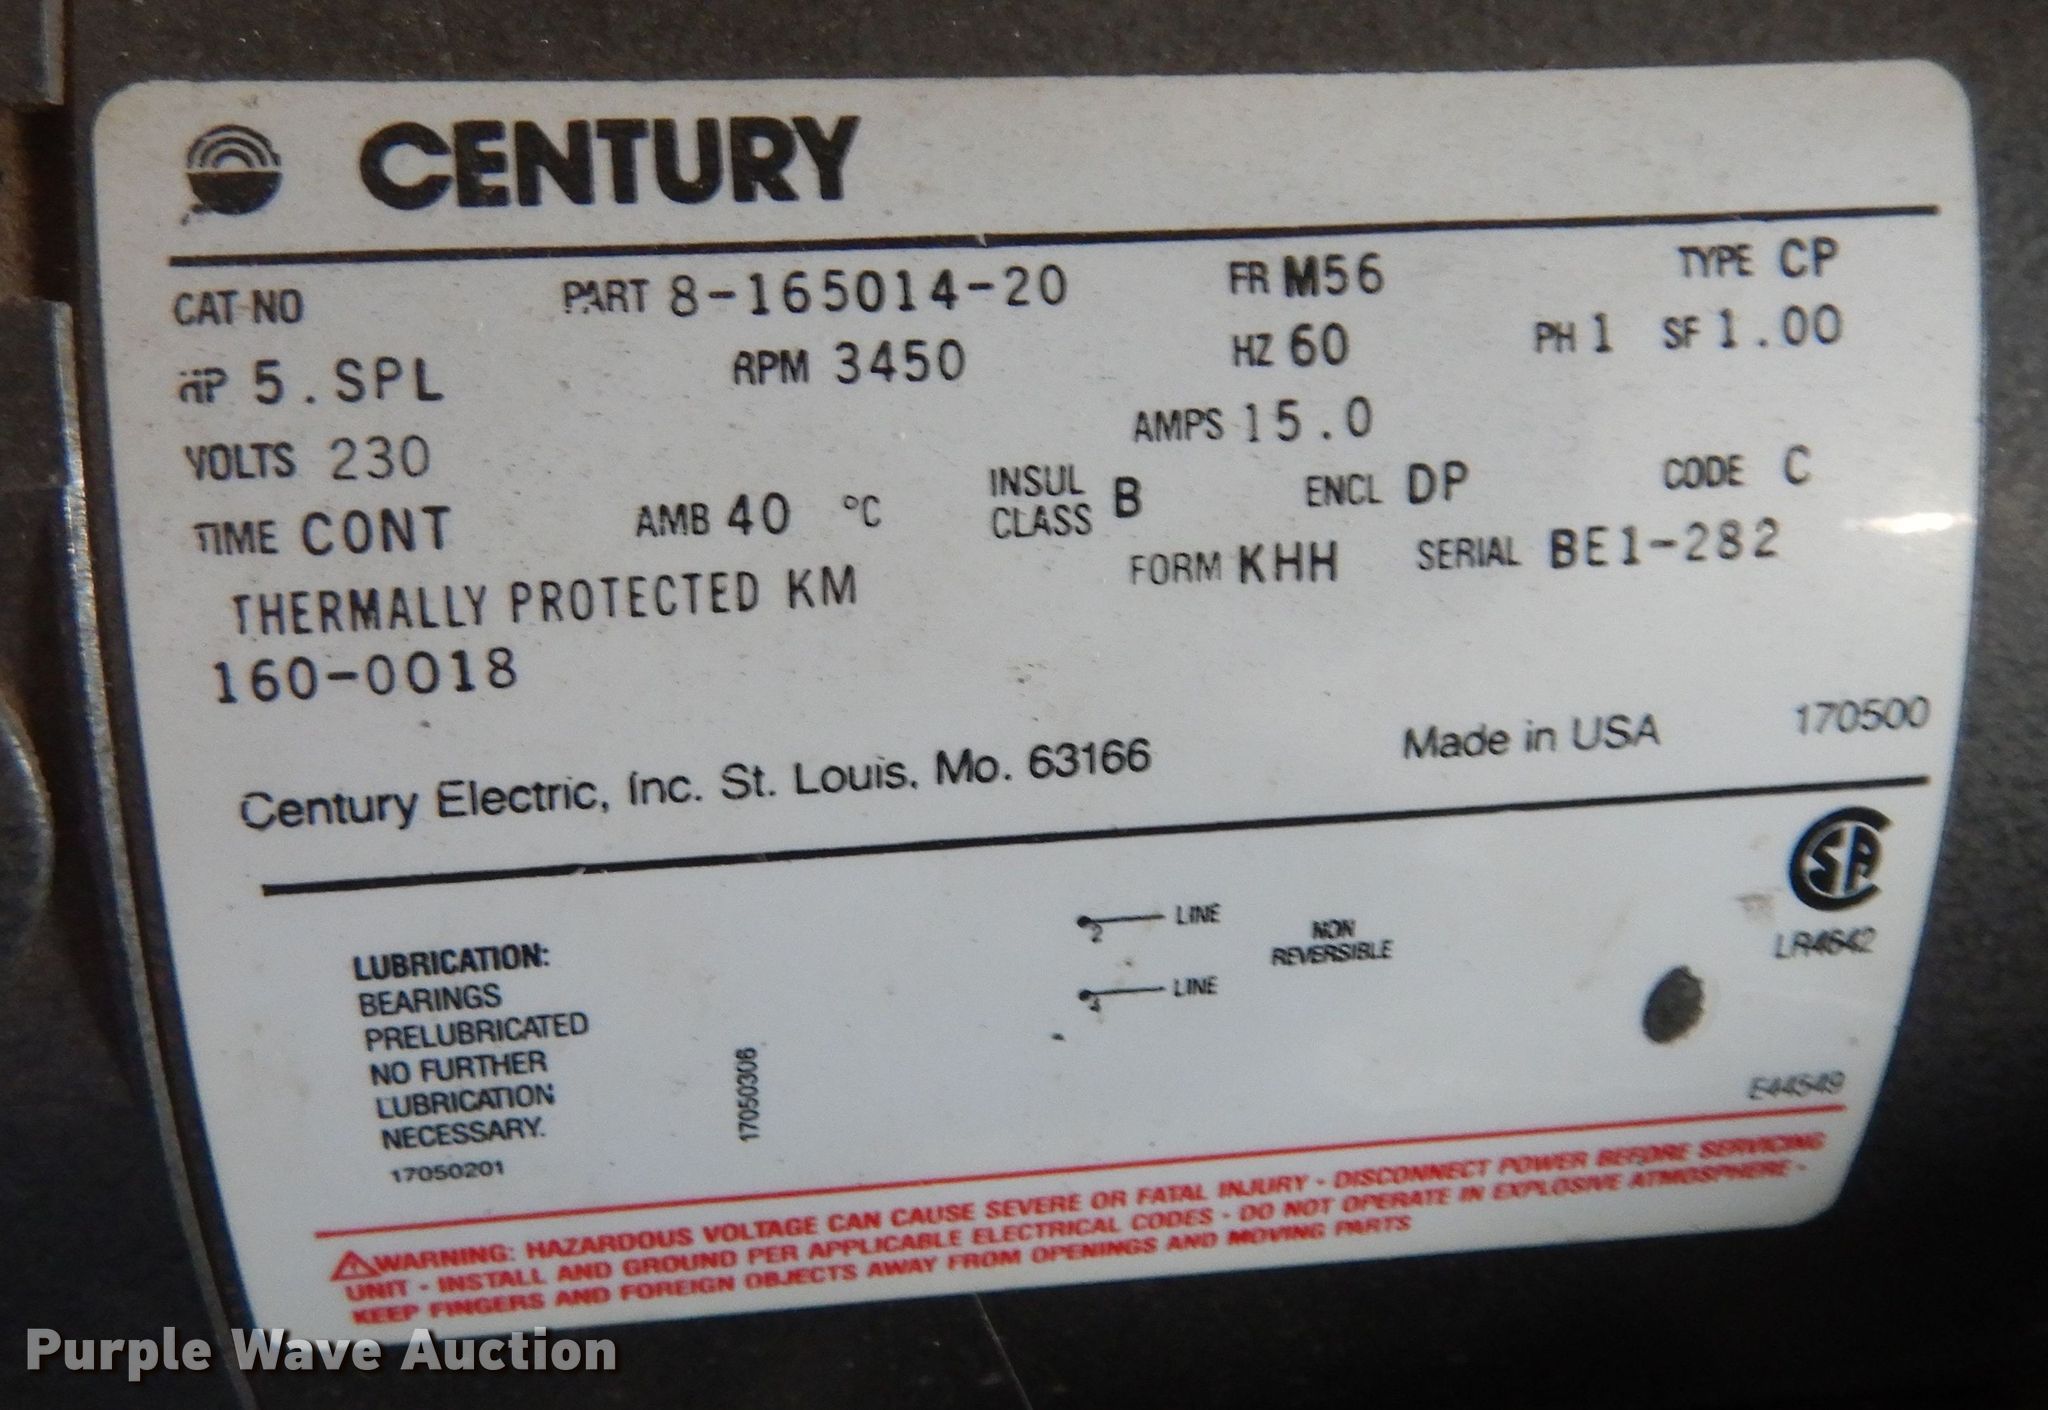 CENTURY
CAT NO PART 8-165014-20 FR M56 TYPE CP
HP 5.SPL RPM 3450 HZ 60 PH 1 SF 1.00
VOLTS 230 AMPS 15.0
TIME CONT AMB 40 °C INSUL CLASS B ENCL DP CODE C
THERMALLY PROTECTED KM FORM KHH SERIAL BE1-282
160-0018
Century Electric, Inc. St. Louis, Mo. 63166 Made in USA 170500
CSA
LR4642
LUBRICATION:
BEARINGS
PRELUBRICATED
NO FURTHER
LUBRICATION
NECESSARY.
17050201
17050306
2 LINE
4 LINE
NON
REVERSIBLE
E44549
WARNING: HAZARDOUS VOLTAGE CAN CAUSE SEVERE OR FATAL INJURY - DISCONNECT POWER BEFORE SERVICING
UNIT - INSTALL AND GROUND PER APPLICABLE ELECTRICAL CODES - DO NOT OPERATE IN EXPLOSIVE ATMOSPHERE -
KEEP FINGERS AND FOREIGN OBJECTS AWAY FROM OPENINGS AND MOVING PARTS
Purple Wave Auction